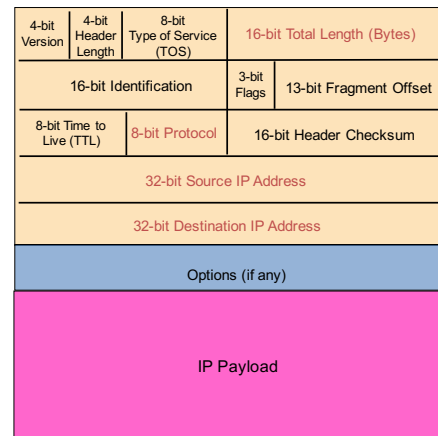 4-bit Version
4-bit Header Length
8-bit Type of Service (TOS)
16-bit Total Length (Bytes)
16-bit Identification
3-bit Flags
13-bit Fragment Offset
8-bit Time to Live (TTL)
8-bit Protocol
16-bit Header Checksum
32-bit Source IP Address
32-bit Destination IP Address
Options (if any)
IP Payload